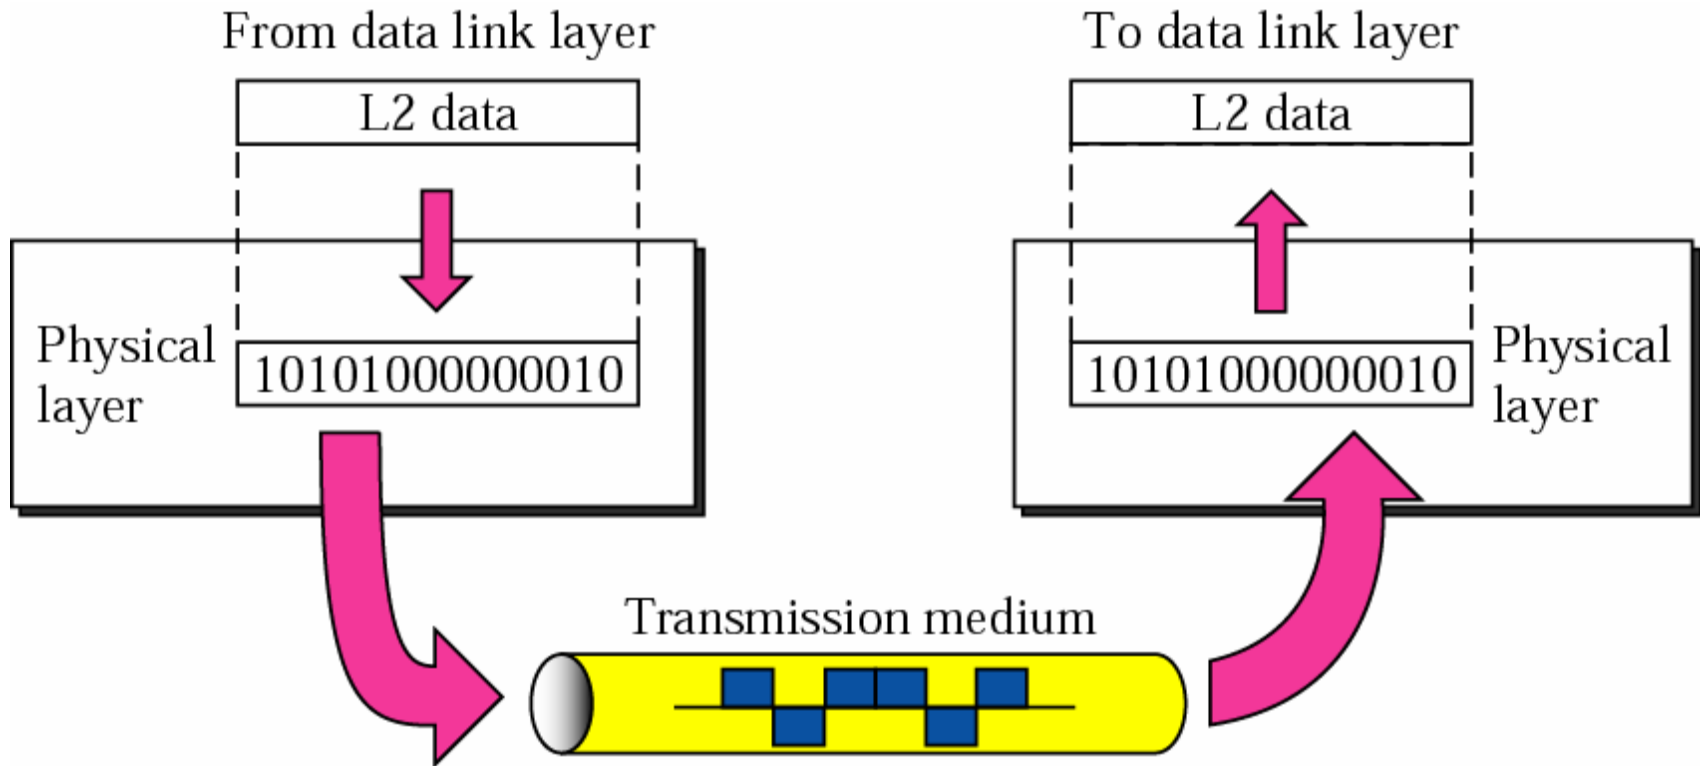 From data link layer
To data link layer
L2 data
L2 data
Physical
layer
10101000000010
10101000000010
Physical
layer
Transmission medium